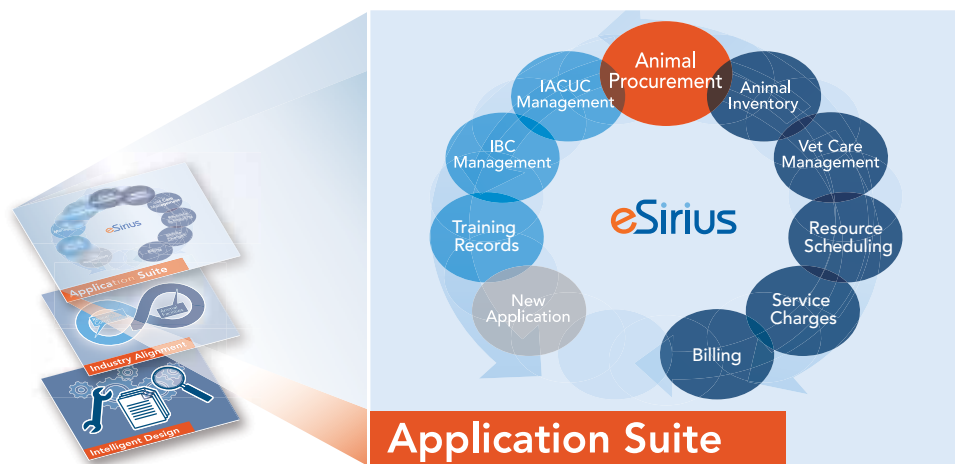 Animal
Procurement
Animal
Inventory
Vet Care
Management
Resource
Scheduling
Service
Charges
Billing
New
Application
Training
Records
IBC
Management
IACUC
Management
eSirius
Application Suite
eSirius
Application Suite
Industry Alignment
Intelligent Design